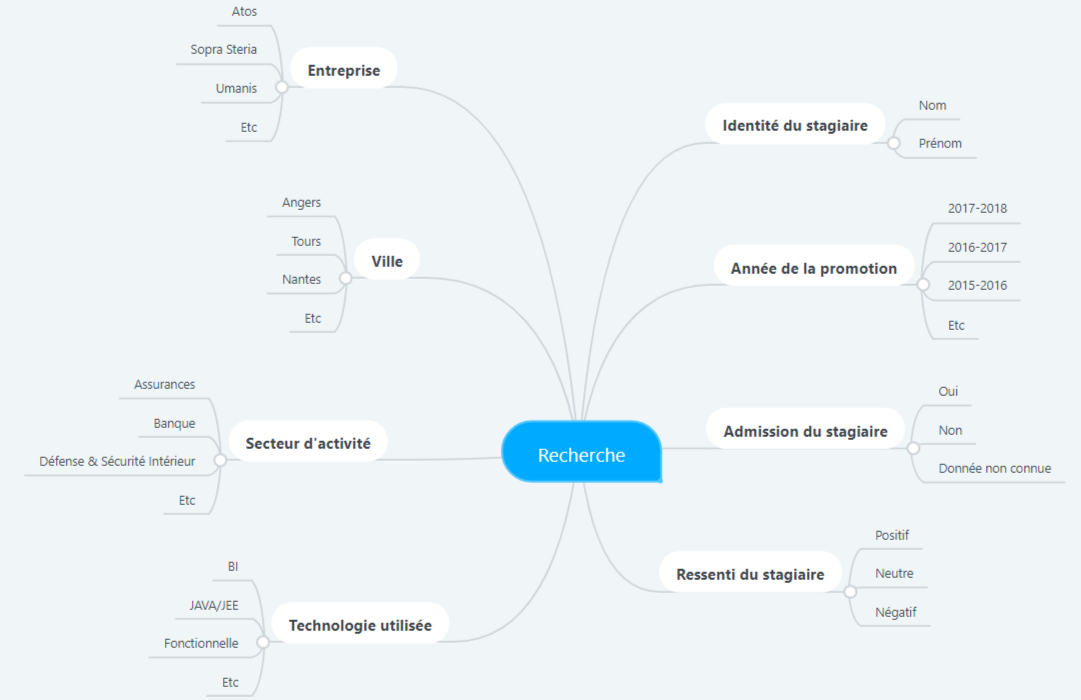 Recherche
Entreprise
Atos
Sopra Steria
Umanis
Etc
Ville
Angers
Tours
Nantes
Etc
Secteur d'activité
Assurances
Banque
Défense & Sécurité Intérieur
Etc
Technologie utilisée
BI
JAVA/JEE
Fonctionnelle
Etc
Identité du stagiaire
Nom
Prénom
Année de la promotion
2017-2018
2016-2017
2015-2016
Etc
Admission du stagiaire
Oui
Non
Donnée non connue
Ressenti du stagiaire
Positif
Neutre
Négatif